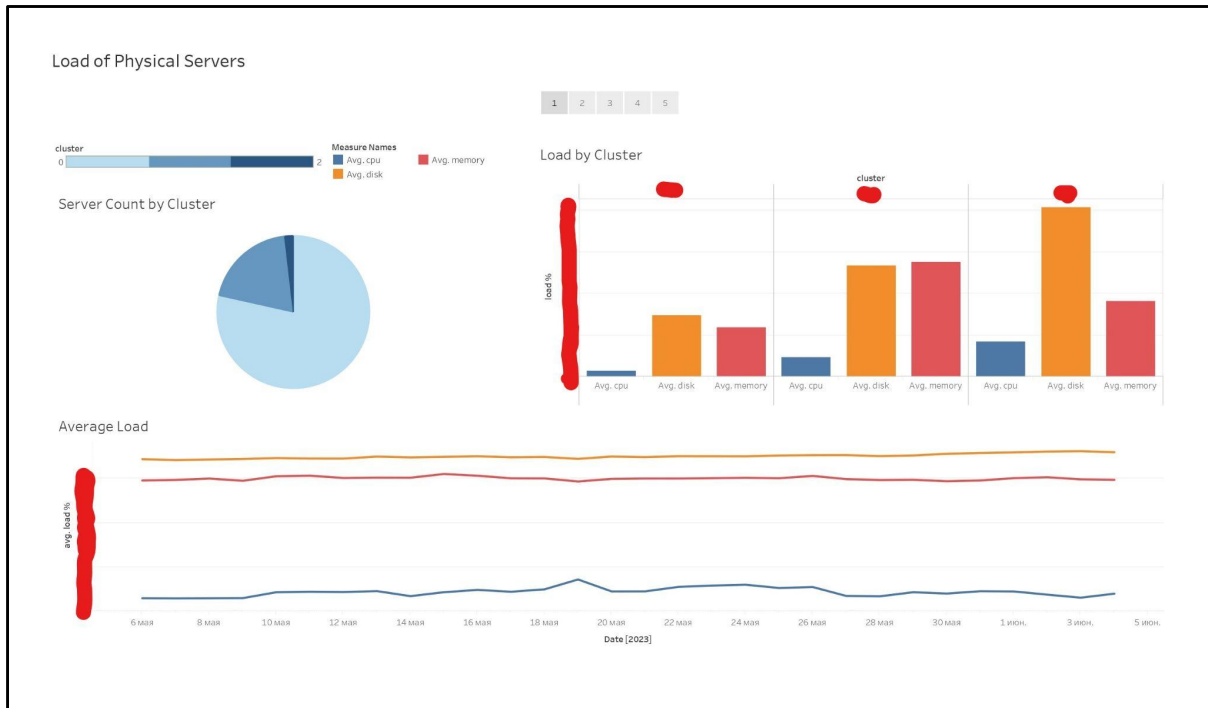 Load of Physical Servers
1 2 3 4 5
cluster
0 2
Measure Names
Avg. cpu Avg. memory
Avg. disk
Server Count by Cluster
Load by Cluster
cluster
load %
Avg. cpu Avg. disk Avg. memory Avg. cpu Avg. disk Avg. memory Avg. cpu Avg. disk Avg. memory
Average Load
avg. load %
6 мая 8 мая 10 мая 12 мая 14 мая 16 мая 18 мая 20 мая 22 мая 24 мая 26 мая 28 мая 30 мая 1 июн. 3 июн. 5 июн.
Date [2023]